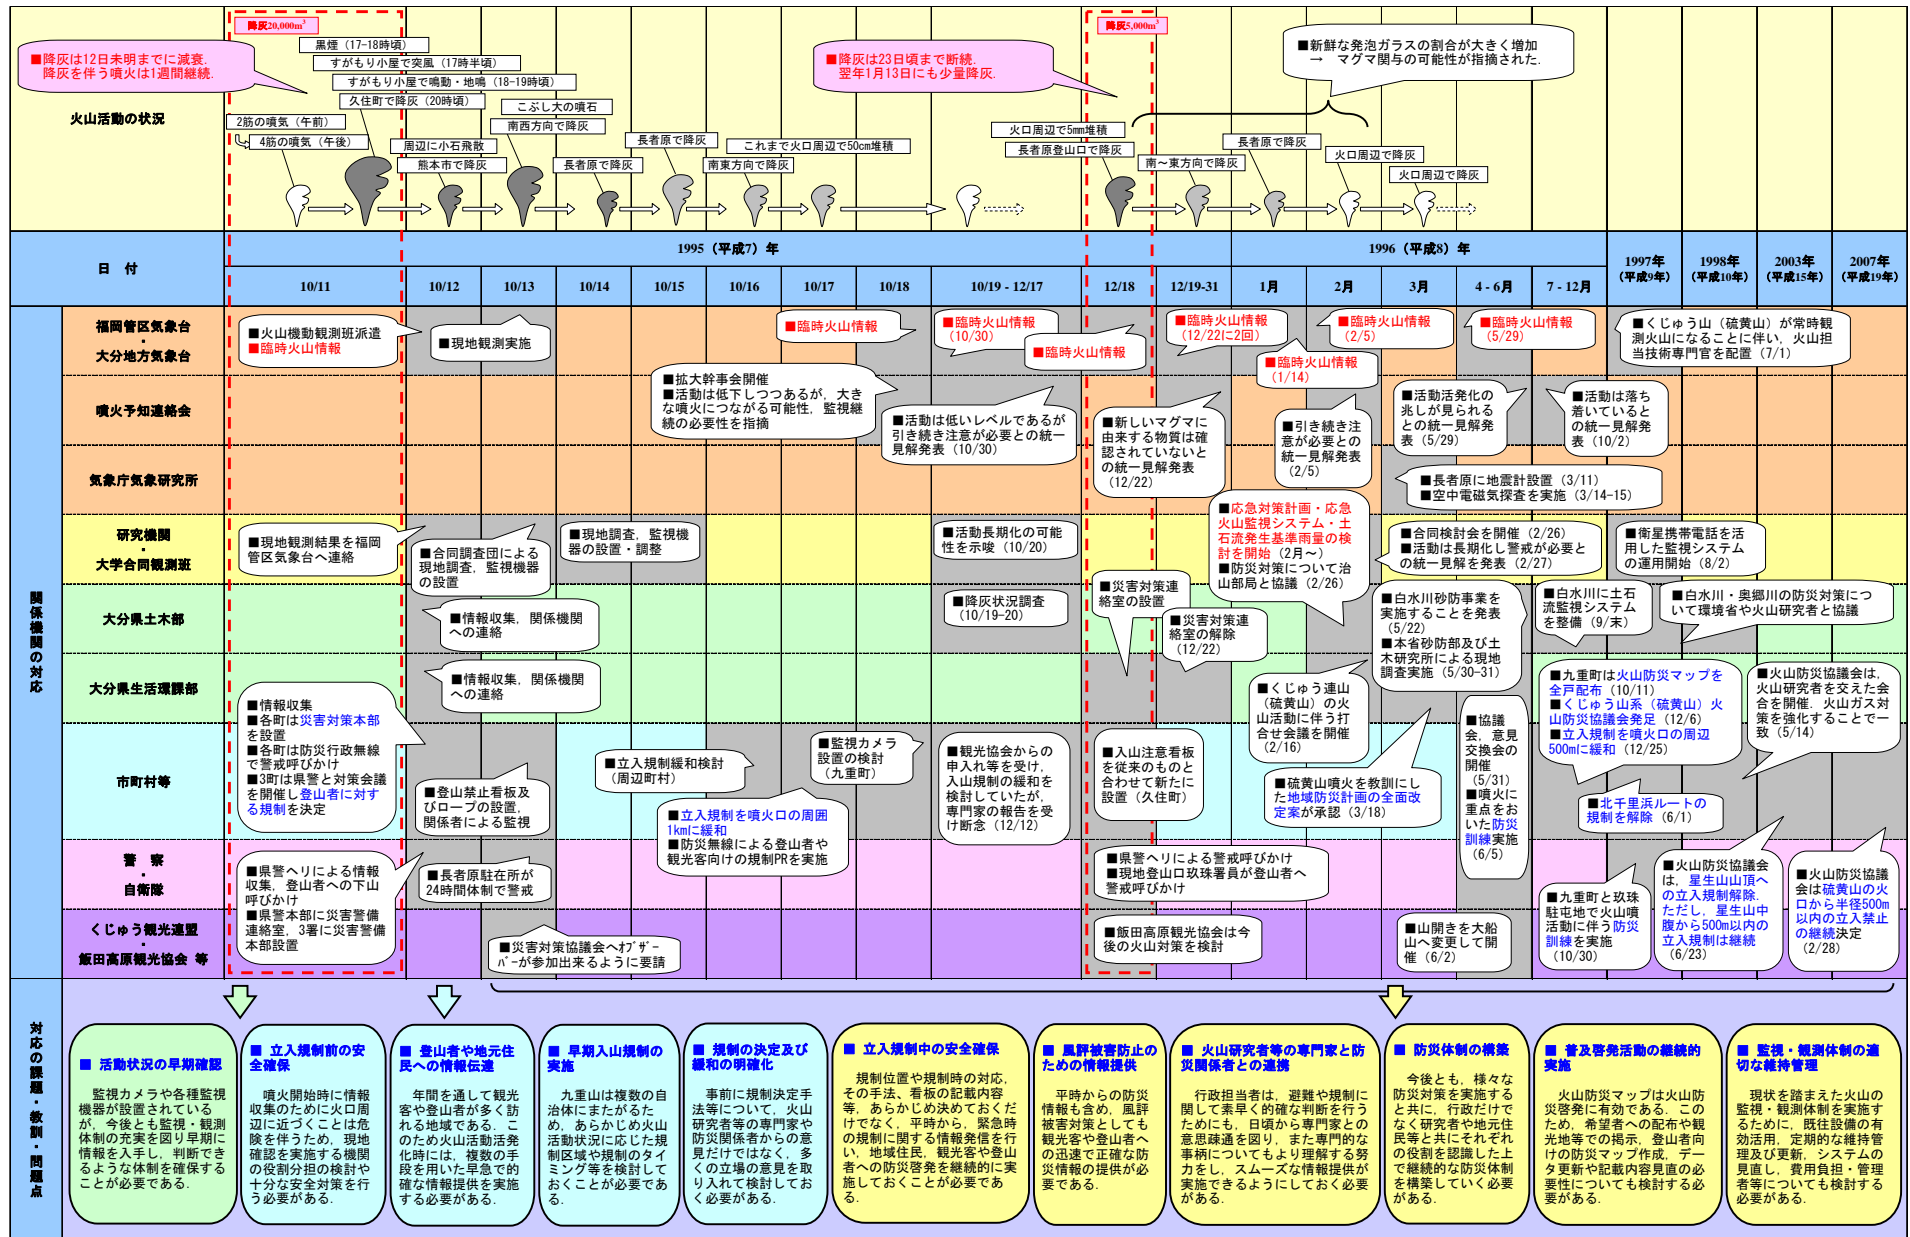 降灰20,000m³
降灰5,000m³
■降灰は12日未明までに減衰.
降灰を伴う噴火は1週間継続.
黒煙（17-18時頃）
すがもり小屋で突風（17時半頃）
すがもり小屋で鳴動・地鳴（18-19時頃）
久住町で降灰（20時頃）
2筋の噴気（午前）
4筋の噴気（午後）
こぶし大の噴石
南西方向で降灰
周辺に小石飛散
熊本市で降灰
長者原で降灰
長者原で降灰
これまで火口周辺で50cm堆積
南東方向で降灰
■降灰は23日頃まで断続.
翌年1月13日にも少量降灰.
火口周辺で5mm堆積
長者原登山口で降灰
■新鮮な発泡ガラスの割合が大きく増加
→　マグマ関与の可能性が指摘された.
南～東方向で降灰
長者原で降灰
火口周辺で降灰
火口周辺で降灰
火山活動の状況
日　付
1995（平成7）年
1996（平成8）年
1997年
（平成9年）
1998年
（平成10年）
2003年
（平成15年）
2007年
（平成19年）
10/11
10/12
10/13
10/14
10/15
10/16
10/17
10/18
10/19 - 12/17
12/18
12/19-31
1月
2月
3月
4 - 6月
7 - 12月
関係機関の対応
福岡管区気象台
・
大分地方気象台
■火山機動観測班派遣
■臨時火山情報
■現地観測実施
■臨時火山情報
■臨時火山情報
（10/30）
■臨時火山情報
■臨時火山情報
（12/22に2回）
■臨時火山情報
（1/14）
■臨時火山情報
（2/5）
■臨時火山情報
（5/29）
■くじゅう山（硫黄山）が常時観
測火山になることに伴い，火山担
当技術専門官を配置（7/1）
噴火予知連絡会
■拡大幹事会開催
■活動は低下しつつあるが，大き
な噴火につながる可能性，監視継
続の必要性を指摘
■活動は低いレベルであるが
引き続き注意が必要との統一
見解発表（10/30）
■新しいマグマに
由来する物質は確
認されていないと
の統一見解発表
（12/22）
■引き続き注
意が必要との
統一見解発表
（2/5）
■活動活発化の
兆しが見られる
との統一見解発
表（5/29）
■活動は落ち
着いていると
の統一見解発
表（10/2）
気象庁気象研究所
■長者原に地震計設置（3/11）
■空中電磁気探査を実施（3/14-15）
研究機関
・
大学合同観測班
■現地観測結果を福岡
管区気象台へ連絡
■合同調査団による
現地調査，監視機器
の設置
■現地調査，監視機
器の設置・調整
■活動長期化の可能
性を示唆（10/20）
■応急対策計画・応急
火山監視システム・土
石流発生基準雨量の検
討を開始（2月～）
■防災対策について治
山部局と協議（2/26）
■合同検討会を開催（2/26）
■活動は長期化し警戒が必要と
の統一見解を発表（2/27）
■衛星携帯電話を活
用した監視システム
の運用開始（8/2）
大分県土木部
■情報収集，関係機関
への連絡
■降灰状況調査
（10/19-20）
■災害対策連
絡室の設置
■災害対策連
絡室の解除
（12/22）
■白水川砂防事業を
実施することを発表
（5/22）
■本省砂防部及び土
木研究所による現地
調査実施（5/30-31）
■白水川に土石
流監視システム
を整備（9/末）
■白水川・奥郷川の防災対策につ
いて環境省や火山研究者と協議
大分県生活環課部
■情報収集，関係機関
への連絡
■くじゅう連山
（硫黄山）の火
山活動に伴う打
合せ会議を開催
（2/16）
■九重町は火山防災マップを
全戸配布（10/11）
■くじゅう山系（硫黄山）火
山防災協議会発足（12/6）
■立入規制を噴火口の周辺
500mに緩和（12/25）
■火山防災協議会は，
火山研究者を交えた会
合を開催．火山ガス対
策を強化することで一
致（5/14）
市町村等
■情報収集
■各町は災害対策本部
を設置
■各町は防災行政無線
で警戒呼びかけ
■3町は県警と対策会議
を開催し登山者に対す
る規制を決定
■登山禁止看板及
びロープの設置，
関係者による監視
■立入規制緩和検討
（周辺町村）
■監視カメラ
設置の検討
（九重町）
■立入規制を噴火口の周囲
1kmに緩和
■防災無線による登山者や
観光客向けの規制PRを実施
■観光協会からの
申入れ等を受け，
入山規制の緩和を
検討していたが，
専門家の報告を受
け断念（12/12）
■入山注意看板
を従来のものと
合わせて新たに
設置（久住町）
■硫黄山噴火を教訓にし
た地域防災計画の全面改
定案が承認（3/18）
■協議
会，意見
交換会の
開催
（5/31）
■噴火に
重点をお
いた防災
訓練実施
（6/5）
■北千里浜ルートの
規制を解除（6/1）
警　察
・
自衛隊
■県警ヘリによる情報
収集，登山者への下山
呼びかけ
■県警本部に災害警備
連絡室，3署に災害警備
本部設置
■長者原駐在所が
24時間体制で警戒
■県警ヘリによる警戒呼びかけ
■現地登山口玖珠署員が登山者へ
警戒呼びかけ
■九重町と玖珠
駐屯地で火山噴
火活動に伴う防災
訓練を実施
（10/30）
■火山防災協議会
は，星生山山頂へ
の立入規制解除．
ただし，星生山中
腹から500m以内の
立入規制は継続
（6/23）
■火山防災協議
会は硫黄山の火
口から半径500m
以内の立入禁止
の継続決定
（2/28）
くじゅう観光連盟
・
飯田高原観光協会 等
■災害対策協議会へｵﾌﾞｻﾞｰ
ﾊﾞｰが参加出来るように要請
■飯田高原観光協会は今
後の火山対策を検討
■山開きを大船
山へ変更して開
催（6/2）
対応の課題・教訓・問題点
■ 活動状況の早期確認
監視カメラや各種監視
機器が設置されている
が，今後とも監視・観測
体制の充実を図り早期に
情報を入手し，判断でき
るような体制を確保する
ことが必要である．
■ 立入規制前の安
全確保
噴火開始時に情報
収集のために火口周
辺に近づくことは危
険を伴うため，現地
確認を実施する機関
の役割分担の検討や
十分な安全対策を行
う必要がある．
■ 登山者や地元住
民への情報伝達
年間を通して観光
客や登山者が多く訪
れる地域である．こ
のため火山活動活発
化時には，複数の手
段を用いた早急で的
確な情報提供を実施
する必要がある．
■ 早期入山規制の
実施
九重山は複数の自
治体にまたがるた
め，あらかじめ火山
活動状況に応じた規
制区域や規制のタイ
ミング等を検討して
おくことが必要であ
る．
■ 規制の決定及び
緩和の明確化
事前に規制決定手
法等について，火山
研究者等の専門家や
防災関係者からの意
見だけではなく，多
くの立場の意見を取
り入れて検討してお
く必要がある．
■ 立入規制中の安全確保
規制位置や規制時の対応，
その手法、看板の記載内容
等，あらかじめ決めておくだ
けでなく，平時から，緊急時
の規制に関する情報発信を行
い，地域住民，観光客や登山
者への防災啓発を継続的に実
施しておくことが必要であ
る．
■ 風評被害防止の
ための情報提供
平時からの防災
情報も含め，風評
被害対策としても
観光客や登山者へ
の迅速で正確な防
災情報の提供が必
要である．
■ 火山研究者等の専門家と防
災関係者との連携
行政担当者は，避難や規制に
関して素早く的確な判断を行う
ためにも，日頃から専門家との
意思疎通を図り，また専門的な
事柄についてもより理解する努
力をし，スムーズな情報提供が
実施できるようにしておく必要
がある．
■ 防災体制の構築
今後とも，様々な
防災対策を実施する
と共に，行政だけで
なく研究者や地元住
民等と共にそれぞれ
の役割を認識した上
で継続的な防災体制
を構築していく必要
がある．
■ 普及啓発活動の継続的
実施
火山防災マップは火山防
災啓発に有効である．この
ため，希望者への配布や観
光地等での掲示，登山者向
けの防災マップ作成，デー
タ更新や記載内容見直の必
要性についても検討する必
要がある．
■ 監視・観測体制の適
切な維持管理
現状を踏まえた火山の
監視・観測体制を実施す
るために，既往設備の有
効活用，定期的な維持管
理及び更新，システムの
見直し，費用負担・管理
者等についても検討する
必要がある．